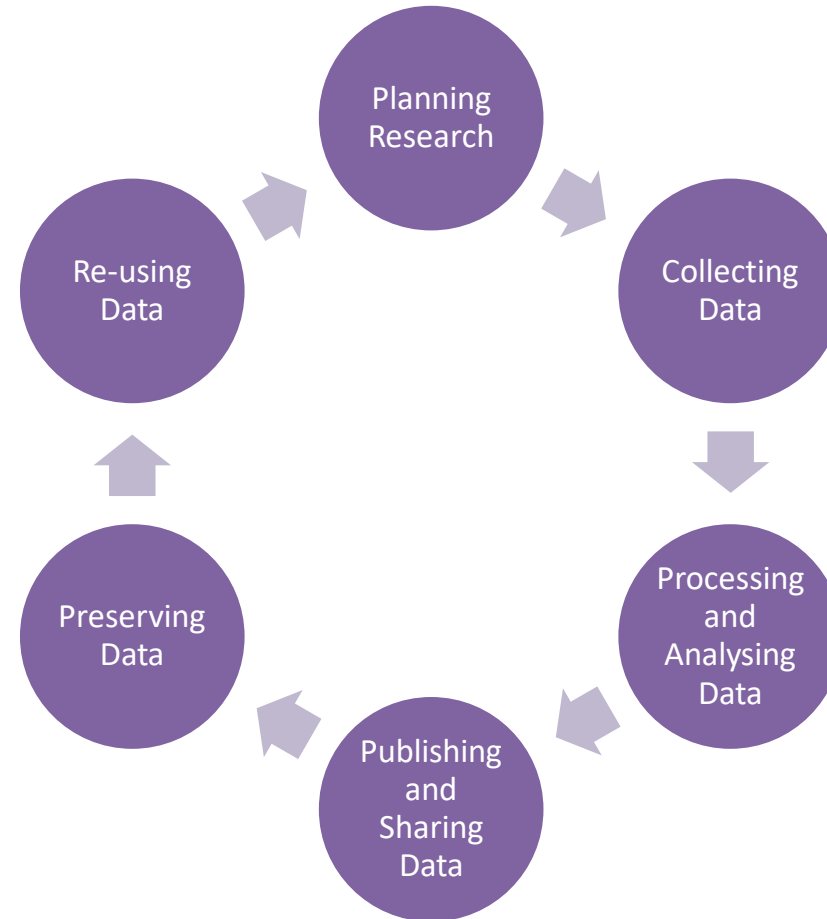 Planning
Research
Collecting
Data
Processing
and
Analysing
Data
Publishing
and
Sharing
Data
Preserving
Data
Re-using
Data